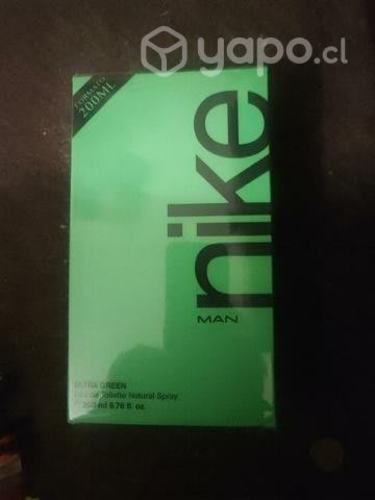 yapo.cl
FORMATO
200ML
nike
MAN
ULTRA GREEN
Eau de Toilette Natural Spray
200 ml 6.76 fl. oz.